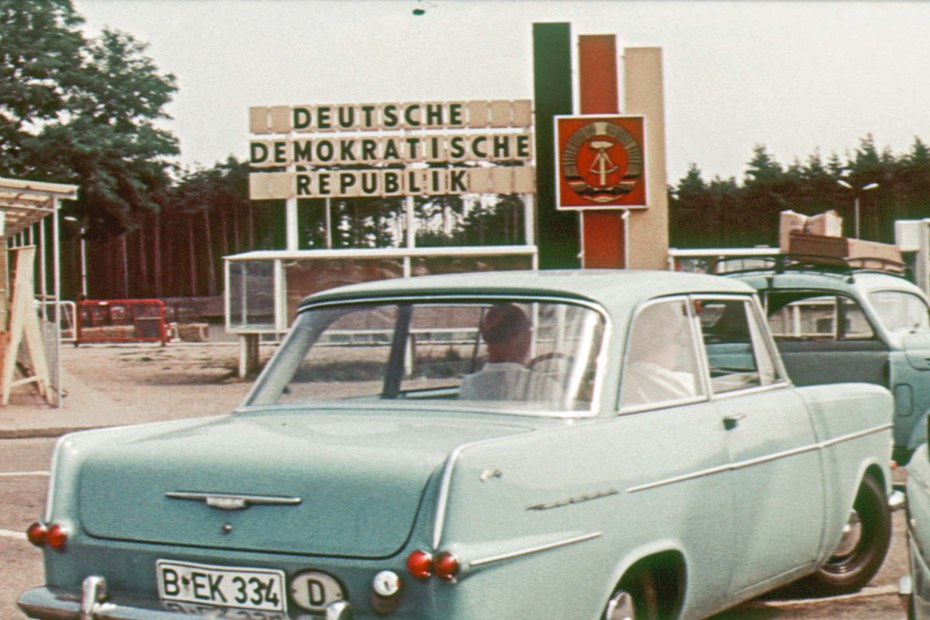 DEUTSCHE
DEMOKRATISCHE
REPUBLIK
B EK 334
D